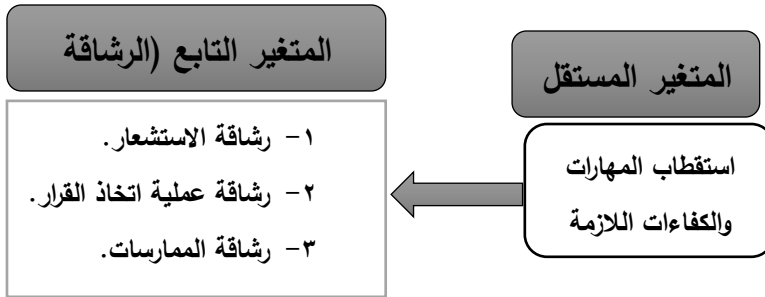 المتغير المستقل
استقطاب المهارات
والكفاءات اللازمة
المتغير التابع (الرشاقة
١- رشاقة الاستشعار.
٢- رشاقة عملية اتخاذ القرار.
٣- رشاقة الممارسات.